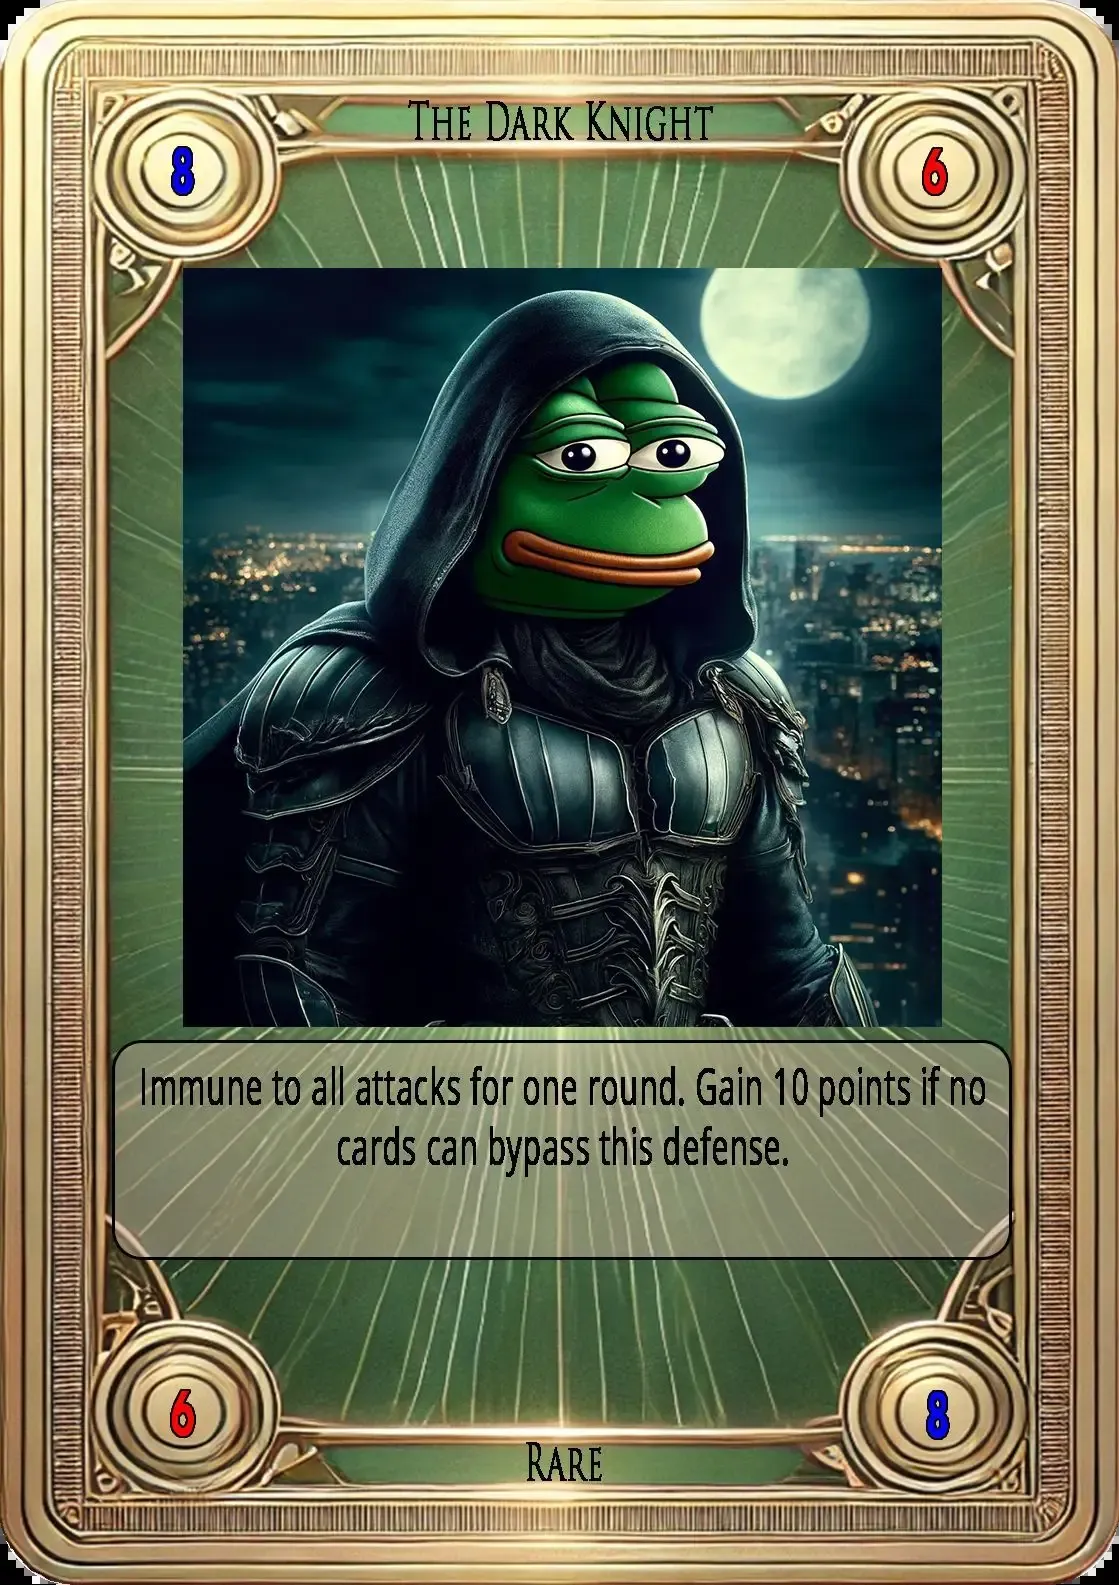 The Dark Knight
8
6
Immune to all attacks for one round. Gain 10 points if no
cards can bypass this defense.
6
8
Rare